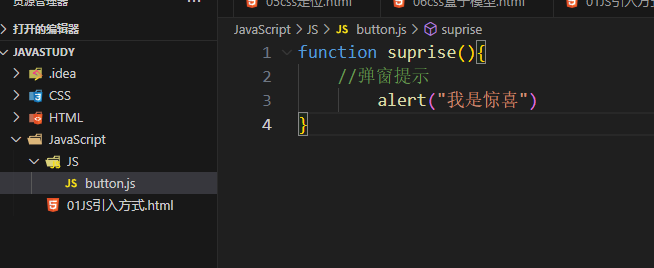 资源管理器
05css定位.html
06css盒子模型.html
01JS引入方式
打开的编辑器
JAVASTUDY
.idea
CSS
HTML
JavaScript
JS
JS button.js
01JS引入方式.html
JavaScript > JS > JS button.js > suprise
1 function suprise(){
2 //弹窗提示
3 alert("我是惊喜")
4 }